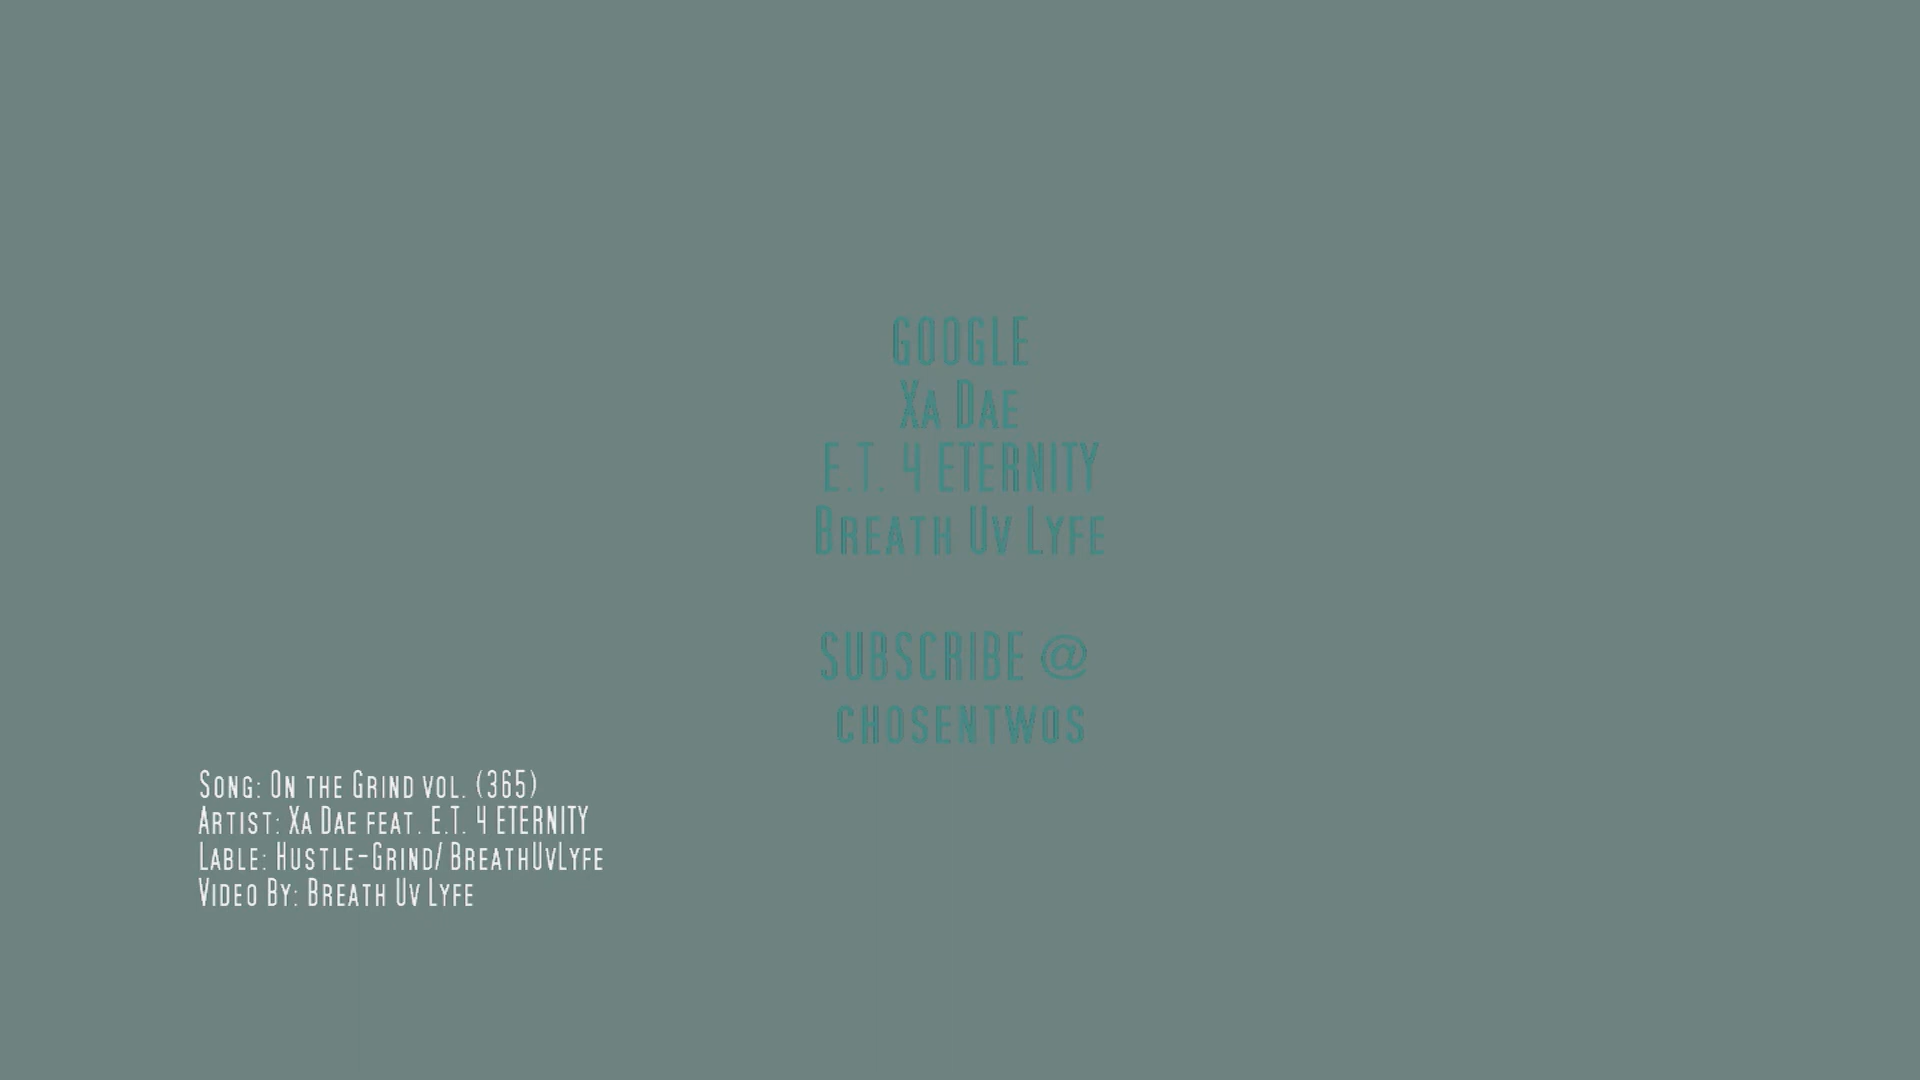 GOOGLE
Xa Dae
E.T. 4 ETERNITY
Breath Uv Lyfe
SUBSCRIBE @
chosentwos
Song: On the Grind vol. (365)
Artist: Xa Dae feat. E.T. 4 ETERNITY
Lable: Hustle-Grind/ BreathUvLyfe
Video By: Breath Uv Lyfe